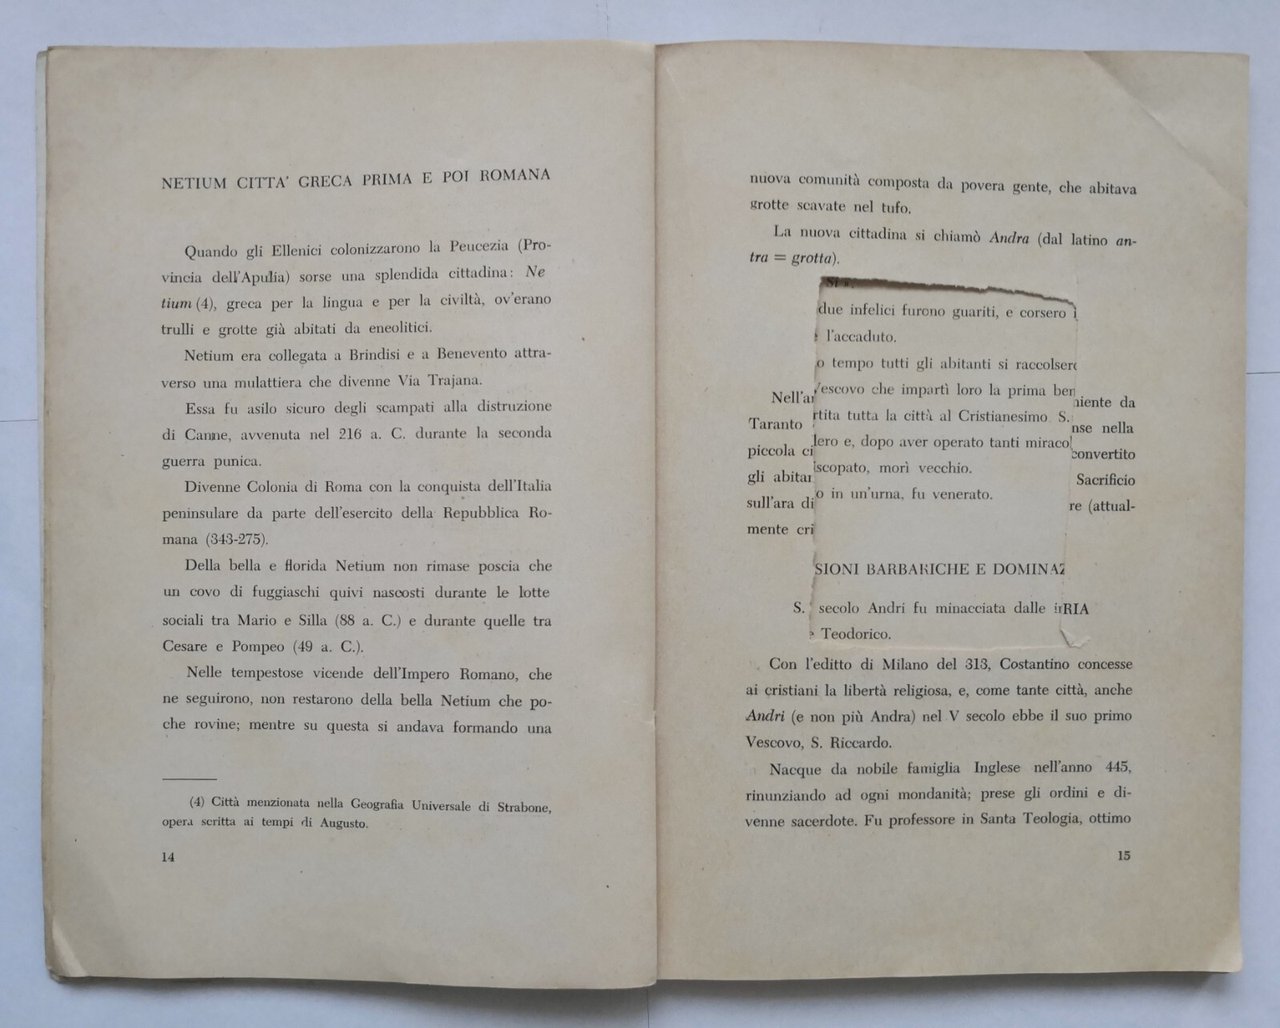 NETIUM CITTA' GRECA PRIMA E POI ROMANA
Quando gli Ellenici colonizzarono la Peucezia (Pro-
vincia dell'Apulia) sorse una splendida cittadina: Ne
tium (4), greca per la lingua e per la civiltà, ov'erano
trulli e grotte già abitati da eneolitici.
Netium era collegata a Brindisi e a Benevento attra-
verso una mulattiera che divenne Via Trajana.
Essa fu asilo sicuro degli scampati alla distruzione
di Canne, avvenuta nel 216 a. C. durante la seconda
guerra punica.
Divenne Colonia di Roma con la conquista dell'Italia
peninsulare da parte dell'esercito della Repubblica Ro-
mana (343-275).
Della bella e florida Netium non rimase poscia che
un covo di fuggiaschi quivi nascosti durante le lotte
sociali tra Mario e Silla (88 a. C.) e durante quelle tra
Cesare e Pompeo (49 a. C.).
Nelle tempestose vicende dell'Impero Romano, che
ne seguirono, non restarono della bella Netium che po-
che rovine; mentre su questa si andava formando una
(4) Città menzionata nella Geografia Universale di Strabone,
opera scritta ai tempi di Augusto.
14
nuova comunità composta da povera gente, che abitava
grotte scavate nel tufo.
La nuova cittadina si chiamò Andra (dal latino an-
tra = grotta).
due infelici furono guariti, e corsero
l'accaduto.
o tempo tutti gli abitanti si raccolsero
Vescovo che impartì loro la prima ben
Nell'an niente da
rtita tutta la città al Cristianesimo S.
Taranto nse nella
lero e, dopo aver operato tanti miracol
piccola ci convertito
iscopato, morì vecchio.
gli abitan Sacrificio
o in un'urna, fu venerato.
sull'ara di re (attual-
mente cri
SIONI BARBARICHE E DOMINAZ
S. secolo Andri fu minacciata dalle in RIA
Teodorico.
Con l'editto di Milano del 313, Costantino concesse
ai cristiani la libertà religiosa, e, come tante città, anche
Andri (e non più Andra) nel V secolo ebbe il suo primo
Vescovo, S. Riccardo.
Nacque da nobile famiglia Inglese nell'anno 445,
rinunziando ad ogni mondanità; prese gli ordini e di-
venne sacerdote. Fu professore in Santa Teologia, ottimo
15